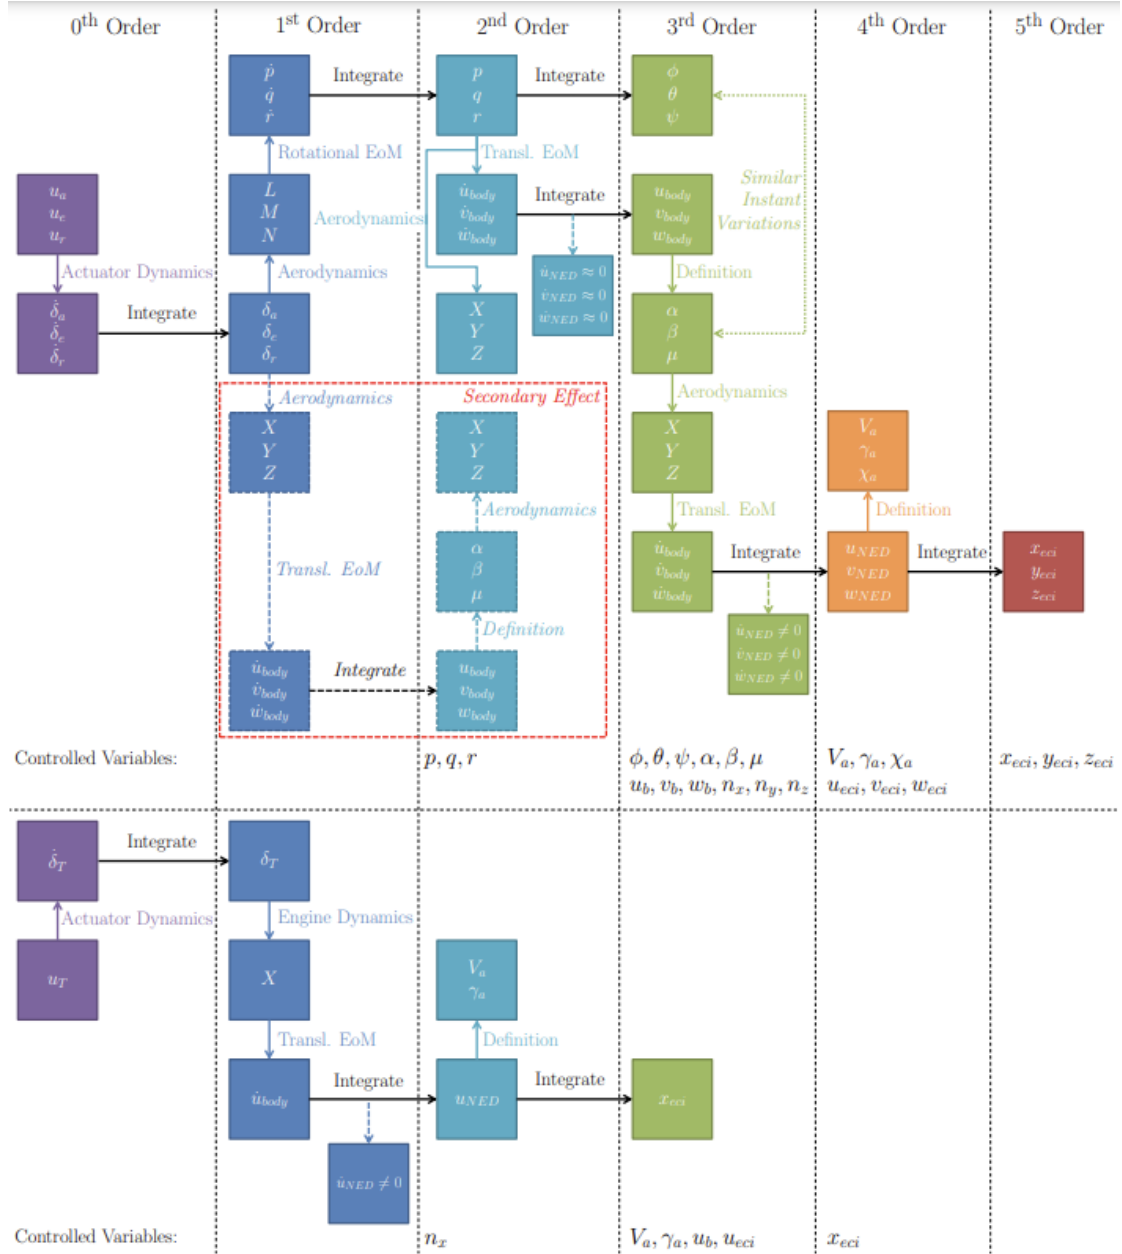 0th Order
1st Order
2nd Order
3rd Order
4th Order
5th Order
ṗ
q̇
ṙ
Integrate
p
q
r
Integrate
ϕ
θ
ψ
Rotational EoM
Transl. EoM
u_a
u_e
u_r
L
M
N
Aerodynamics
u̇_body
v̇_body
ẇ_body
Integrate
u_body
v_body
w_body
Similar
Instant
Variations
Actuator Dynamics
Aerodynamics
u̇_NED ≈ 0
v̇_NED ≈ 0
ẇ_NED ≈ 0
Definition
δ̇_a
δ̇_e
δ̇_r
Integrate
δ_a
δ_e
δ_r
X
Y
Z
α
β
μ
Aerodynamics
Secondary Effect
Aerodynamics
X
Y
Z
X
Y
Z
X
Y
Z
V_a
γ_a
χ_a
Aerodynamics
Transl. EoM
Definition
Transl. EoM
α
β
μ
u̇_body
v̇_body
ẇ_body
Integrate
u_NED
v_NED
w_NED
Integrate
x_eci
y_eci
z_eci
Definition
u̇_NED ≠ 0
v̇_NED ≠ 0
ẇ_NED ≠ 0
u̇_body
v̇_body
ẇ_body
Integrate
u_body
v_body
w_body
Controlled Variables:
p, q, r
ϕ, θ, ψ, α, β, μ
u_b, v_b, w_b, n_x, n_y, n_z
V_a, γ_a, χ_a
u_eci, v_eci, w_eci
x_eci, y_eci, z_eci
δ̇_T
Integrate
δ_T
Actuator Dynamics
Engine Dynamics
u_T
X
V_a
γ_a
Transl. EoM
Definition
u̇_body
Integrate
u_NED
Integrate
x_eci
u̇_NED ≠ 0
Controlled Variables:
n_x
V_a, γ_a, u_b, u_eci
x_eci